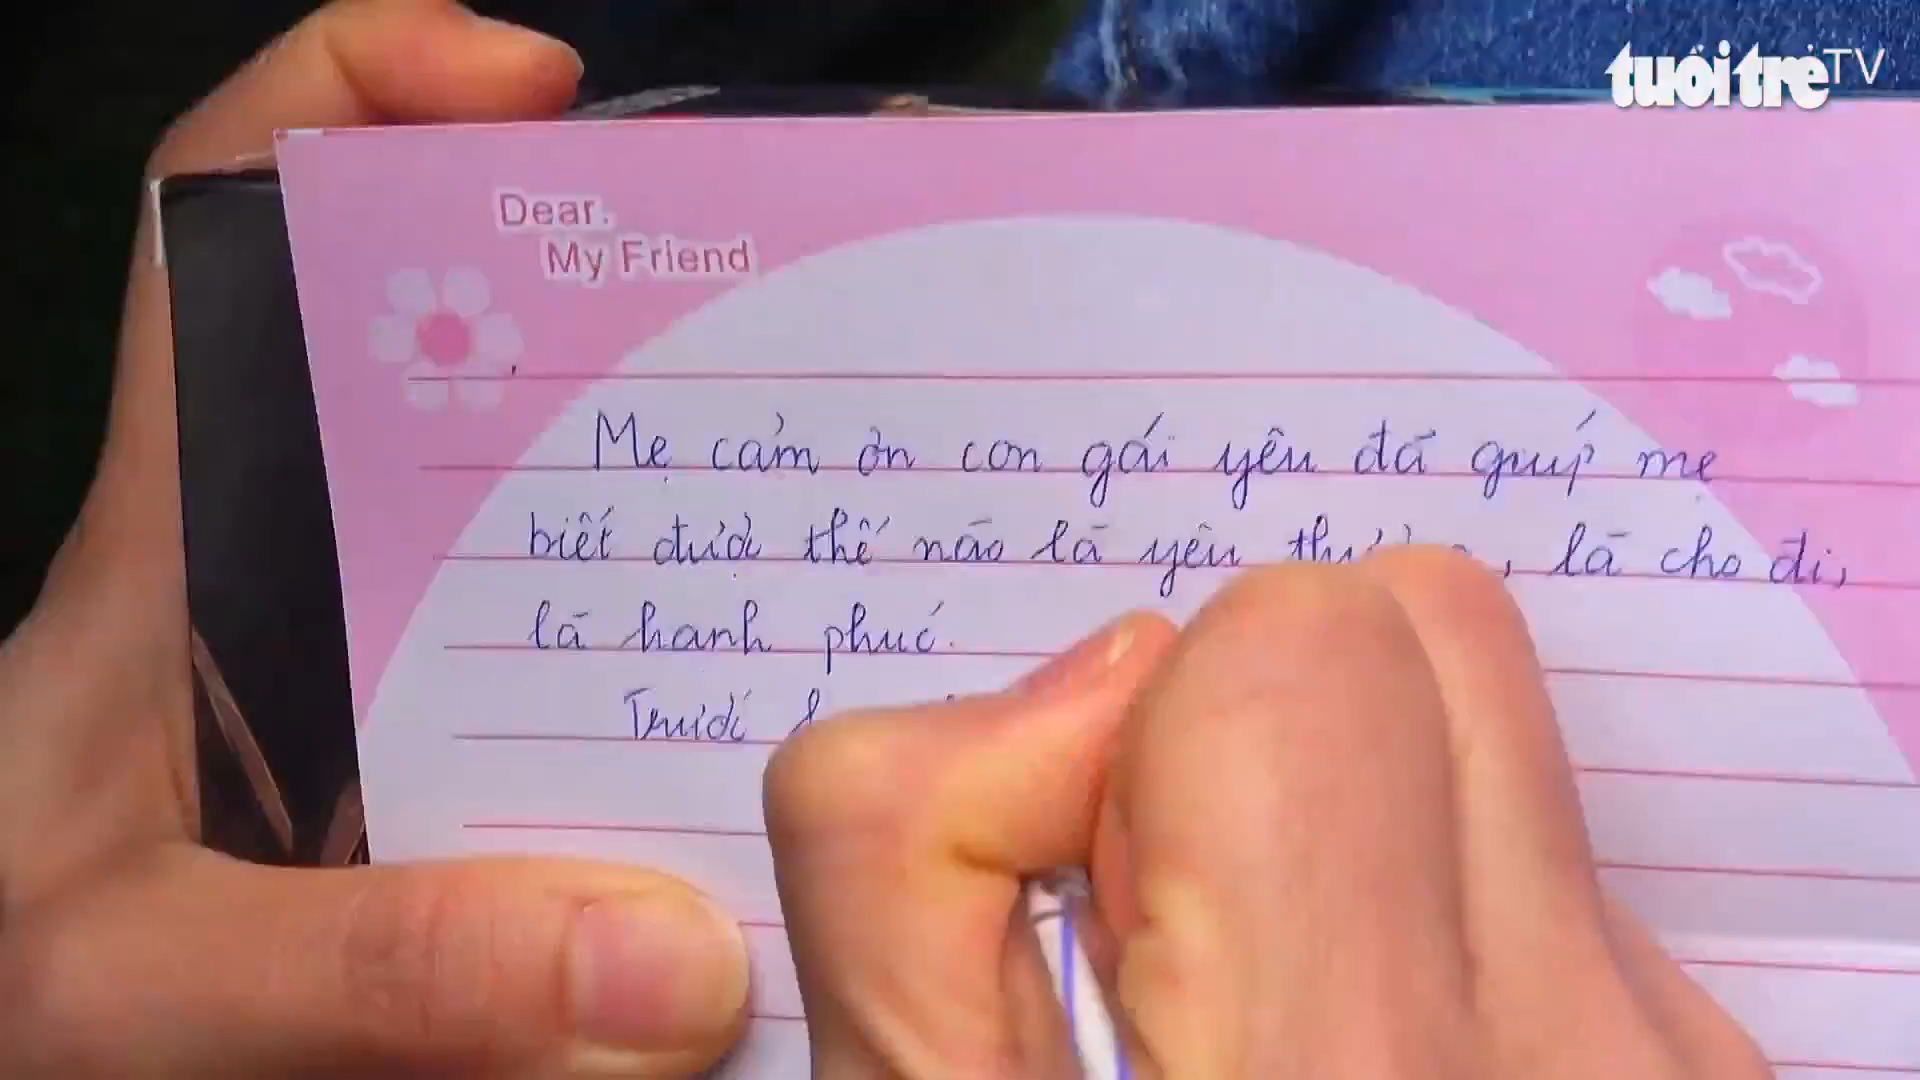 tuổi trẻ TV
Dear.
My Friend
Mẹ cảm ơn con gái yêu đã giúp mẹ
biết được thế nào là yêu , là cho đi,
là hạnh phúc.
Trước